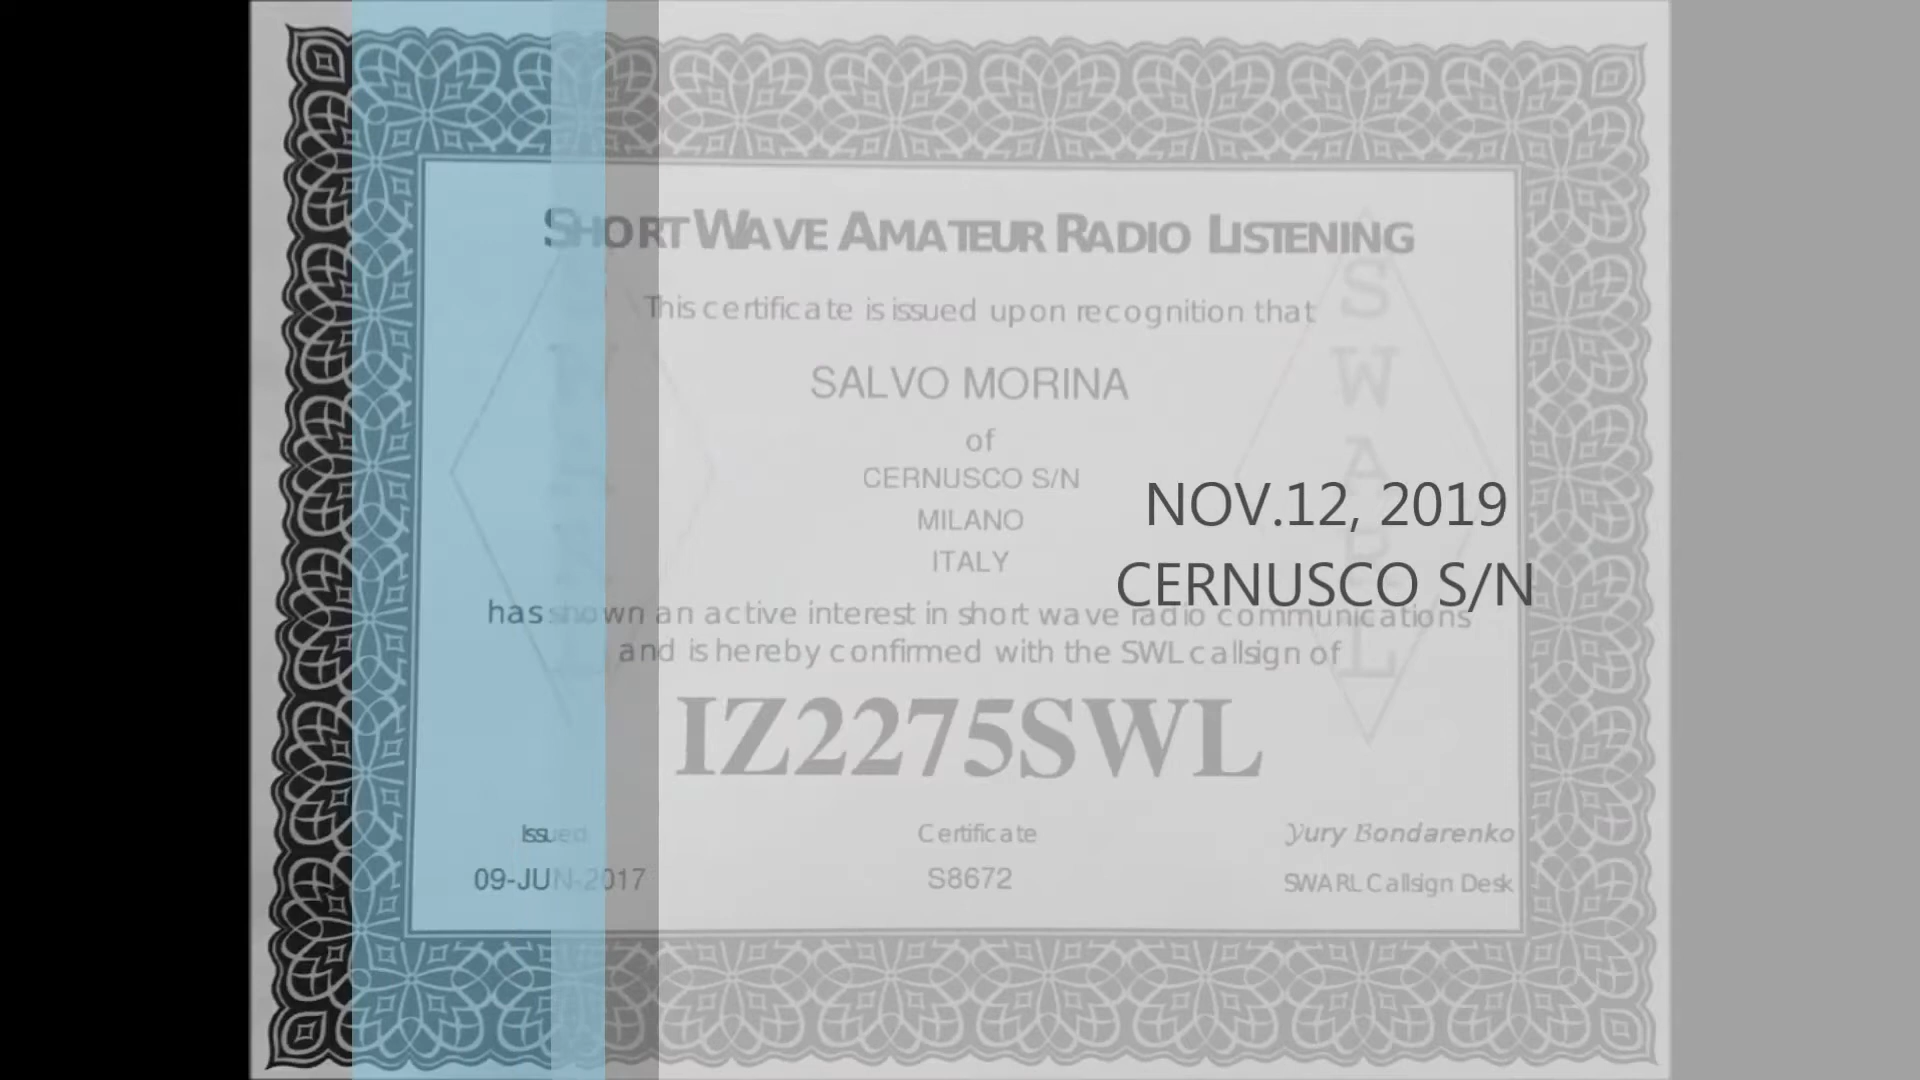 SHORT WAVE AMATEUR RADIO LISTENING
This certificate is issued upon recognition that
SALVO MORINA
of
CERNUSCO S/N
MILANO
ITALY
NOV.12, 2019
CERNUSCO S/N
has shown an active interest in short wave radio communications
and is hereby confirmed with the SWL callsign of
IZ2275SWL
Issued
09-JUN-2017
Certificate
S8672
Yury Bondarenko
SWARL Callsign Desk
S
W
A
R
L